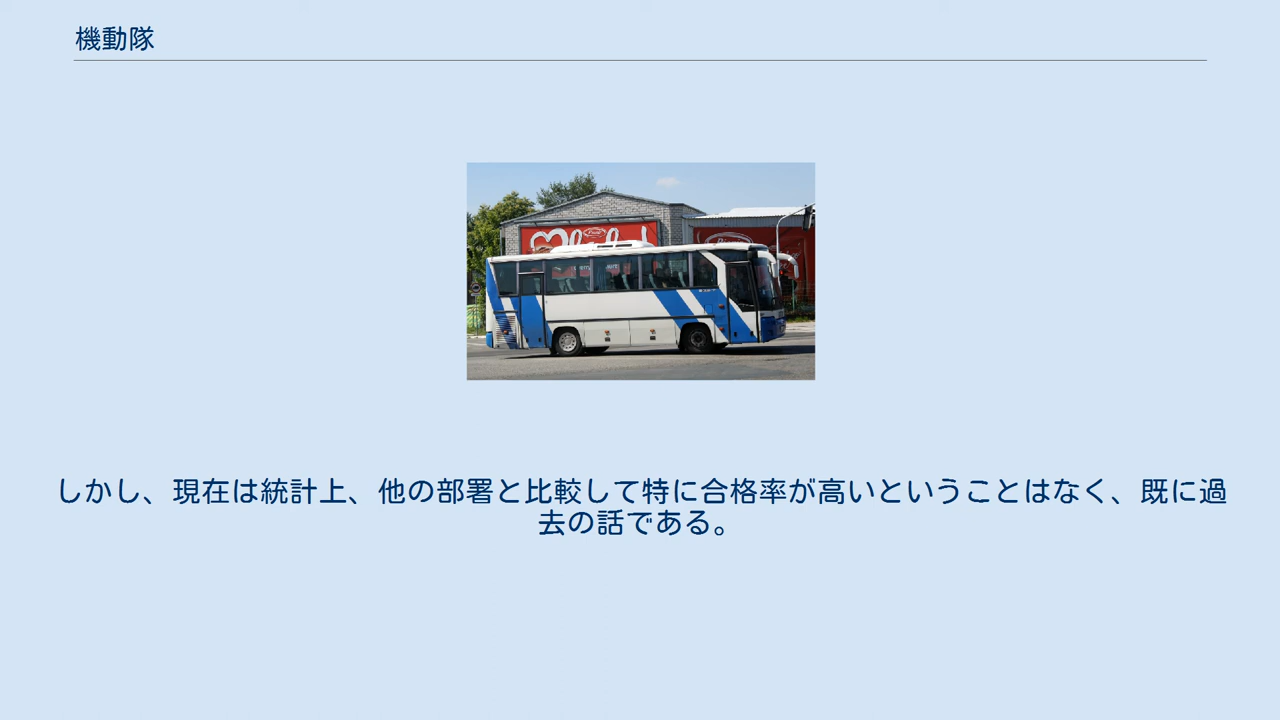 機動隊
しかし、現在は統計上、他の部署と比較して特に合格率が高いということはなく、既に過
去の話である。